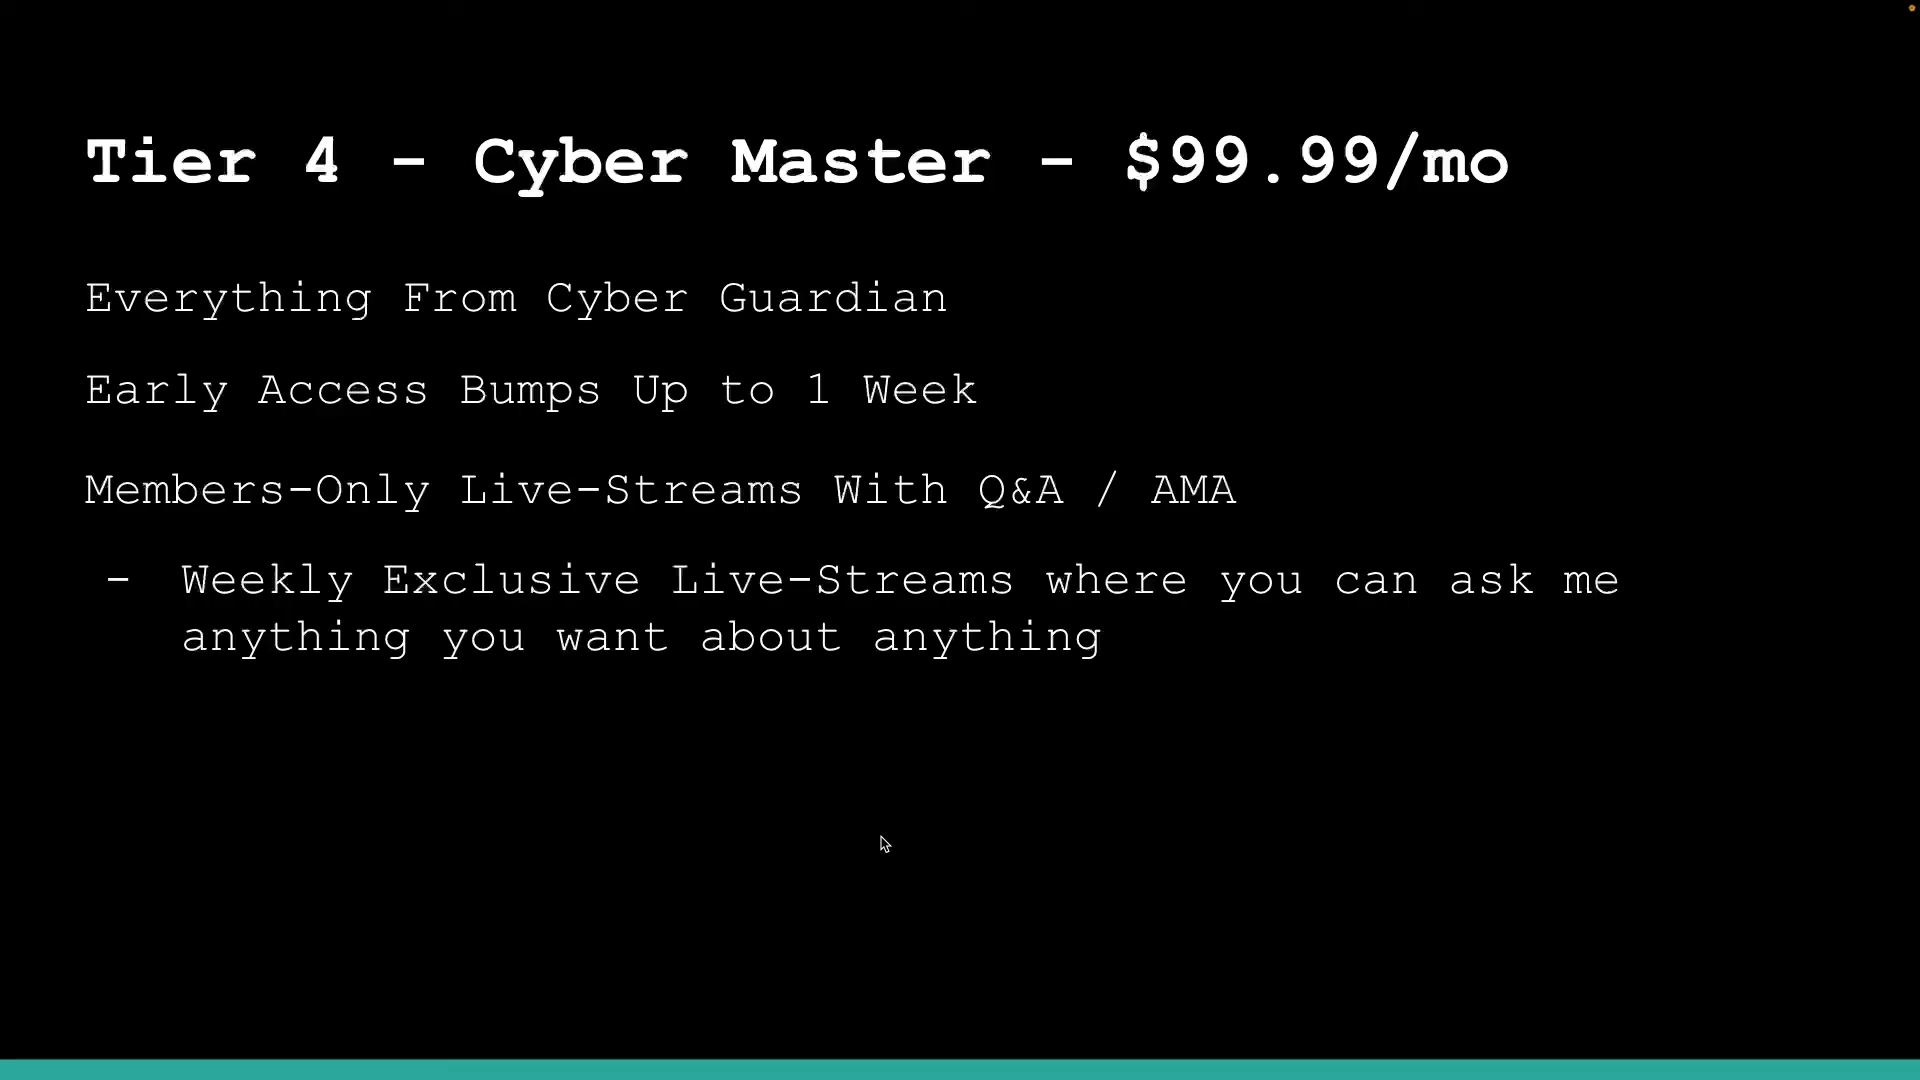 Tier 4 - Cyber Master - $99.99/mo
Everything From Cyber Guardian
Early Access Bumps Up to 1 Week
Members-Only Live-Streams With Q&A / AMA
- Weekly Exclusive Live-Streams where you can ask me
anything you want about anything